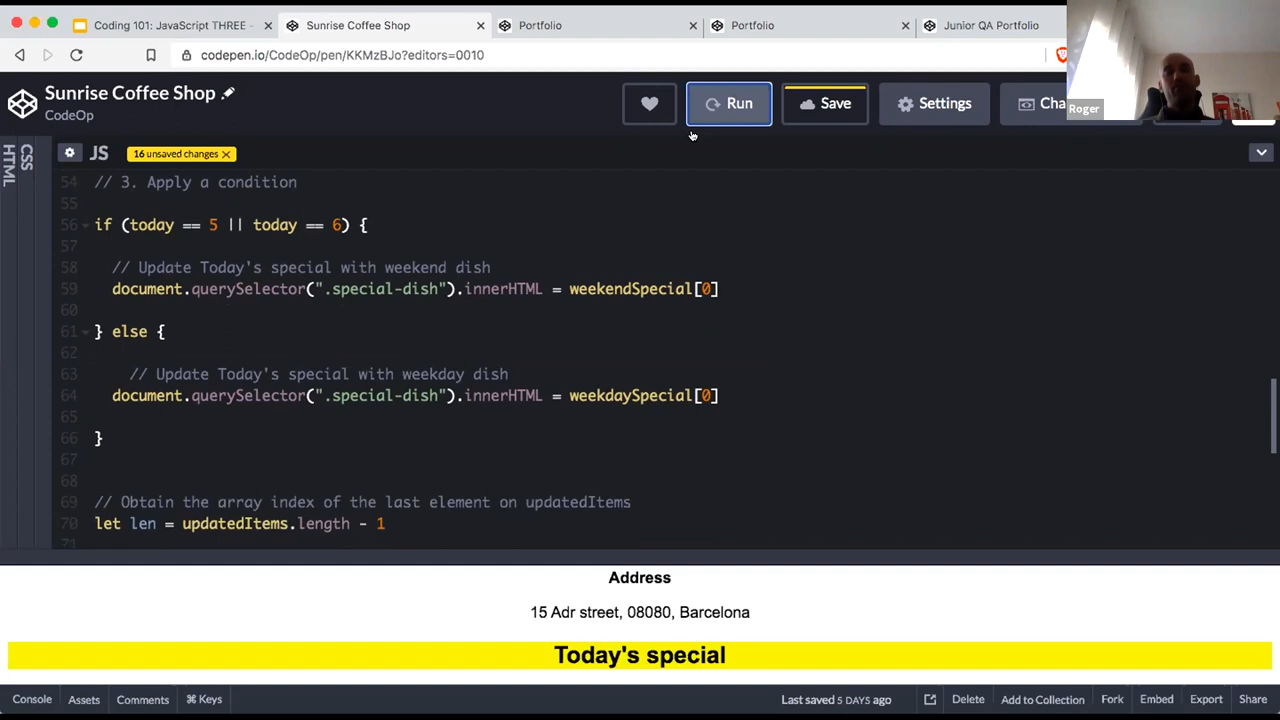 Coding 101: JavaScript THREE -
Sunrise Coffee Shop
Portfolio
Portfolio
Junior QA Portfolio
codepen.io/CodeOp/pen/KKMzBJo?editors=0010
Roger
Sunrise Coffee Shop
CodeOp
Run
Save
Settings
HTML
CSS
JS
16 unsaved changes
54 // 3. Apply a condition
55
56 if (today == 5 || today == 6) {
57
58 // Update Today's special with weekend dish
59 document.querySelector(".special-dish").innerHTML = weekendSpecial[0]
60
61 } else {
62
63 // Update Today's special with weekday dish
64 document.querySelector(".special-dish").innerHTML = weekdaySpecial[0]
65
66 }
67
68
69 // Obtain the array index of the last element on updatedItems
70 let len = updatedItems.length - 1
71
Address
15 Adr street, 08080, Barcelona
Today's special
Console Assets Comments ⌘ Keys Last saved 5 DAYS ago Delete Add to Collection Fork Embed Export Share